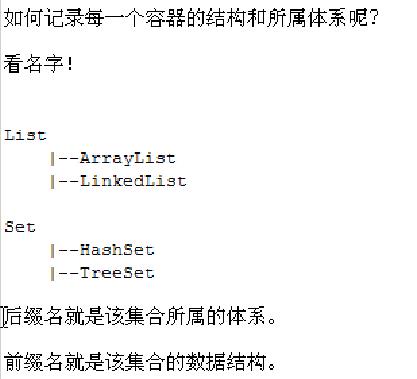 如何记录每一个容器的结构和所属体系呢？
看名字！
List
|--ArrayList
|--LinkedList
Set
|--HashSet
|--TreeSet
后缀名就是该集合所属的体系。
前缀名就是该集合的数据结构。